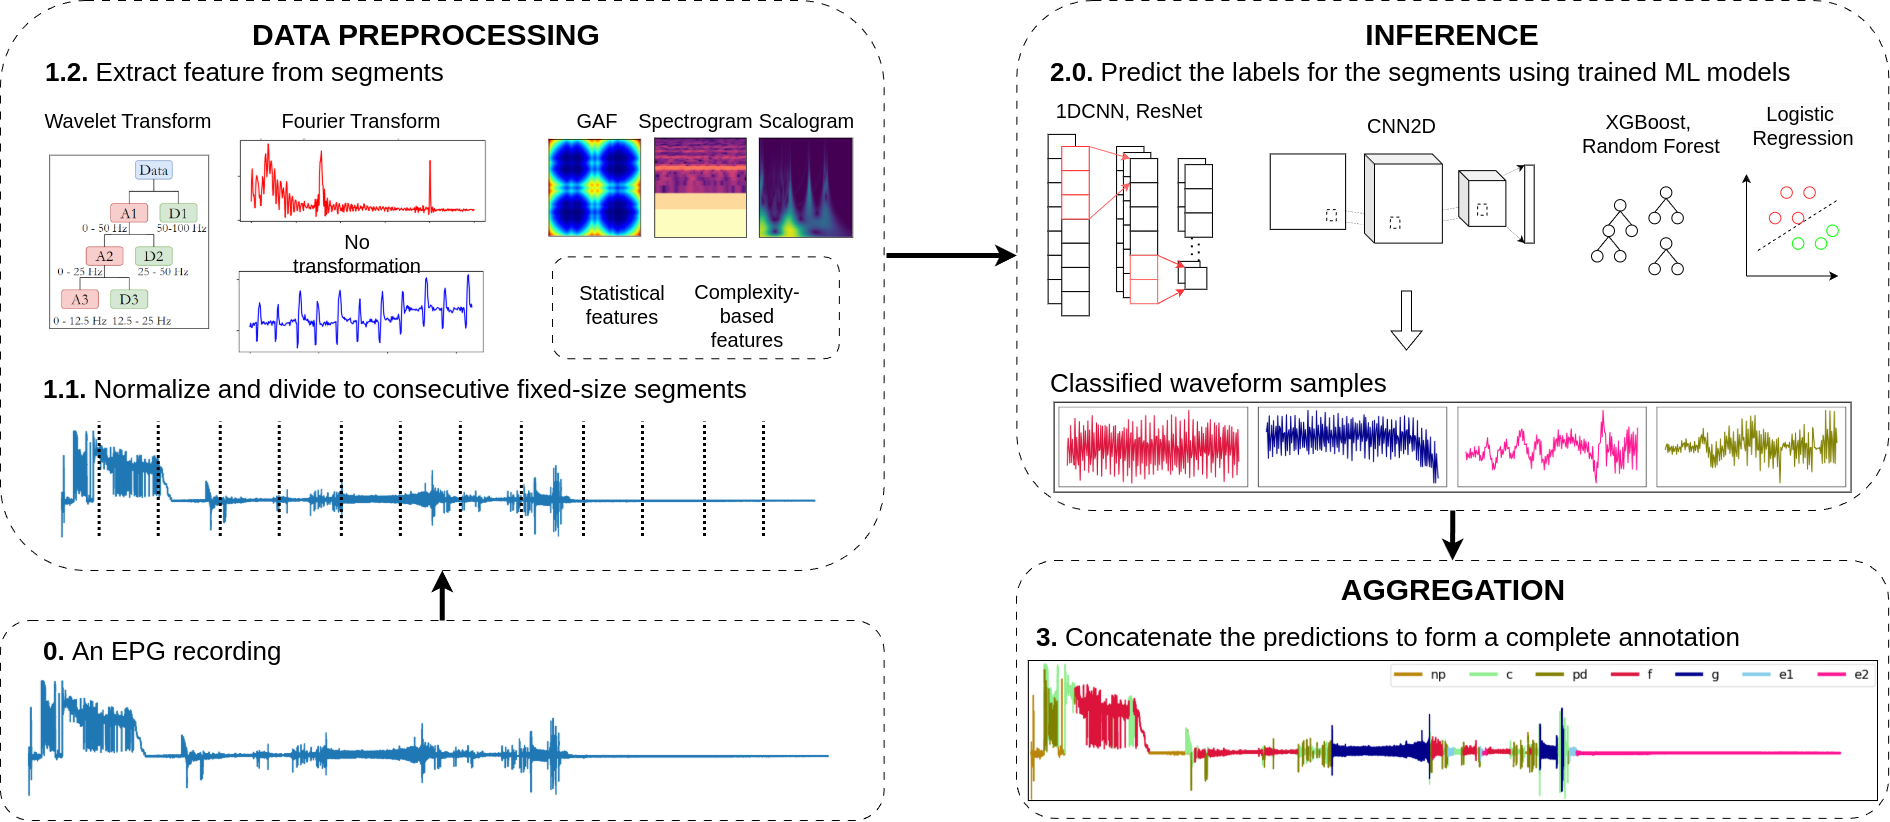 DATA PREPROCESSING
1.2. Extract feature from segments
Wavelet Transform
Fourier Transform
GAF
Spectrogram
Scalogram
Data
A1
D1
0 - 50 Hz
50-100 Hz
A2
D2
0 - 25 Hz
25 - 50 Hz
A3
D3
0 - 12.5 Hz
12.5 - 25 Hz
No
transformation
Statistical
features
Complexity-
based
features
1.1. Normalize and divide to consecutive fixed-size segments
0. An EPG recording
INFERENCE
2.0. Predict the labels for the segments using trained ML models
1DCNN, ResNet
CNN2D
XGBoost,
Random Forest
Logistic
Regression
Classified waveform samples
AGGREGATION
3. Concatenate the predictions to form a complete annotation
np
c
pd
f
g
e1
e2